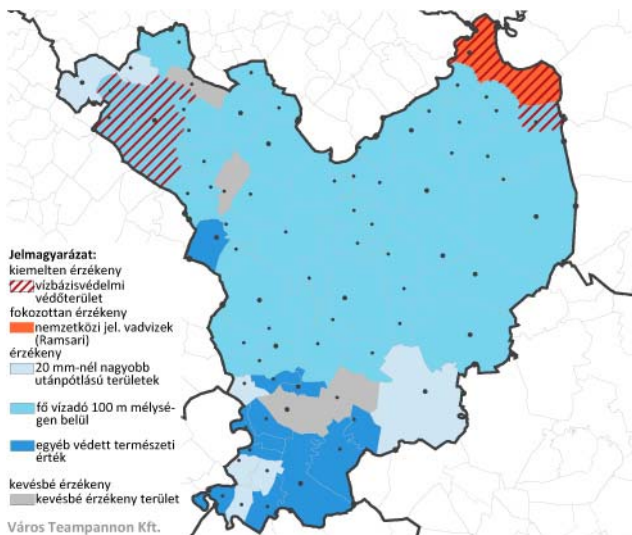 Jelmagyarázat:
kiemelten érzékeny
vízbázisvédelmi
védőterület
fokozottan érzékeny
nemzetközi jel. vadvizek
(Ramsari)
érzékeny
20 mm-nél nagyobb
utánpótlású területek
fő vízadó 100 m mélysé-
gen belül
egyéb védett természeti
érték
kevésbé érzékeny
kevésbé érzékeny terület
Város Teampannon Kft.